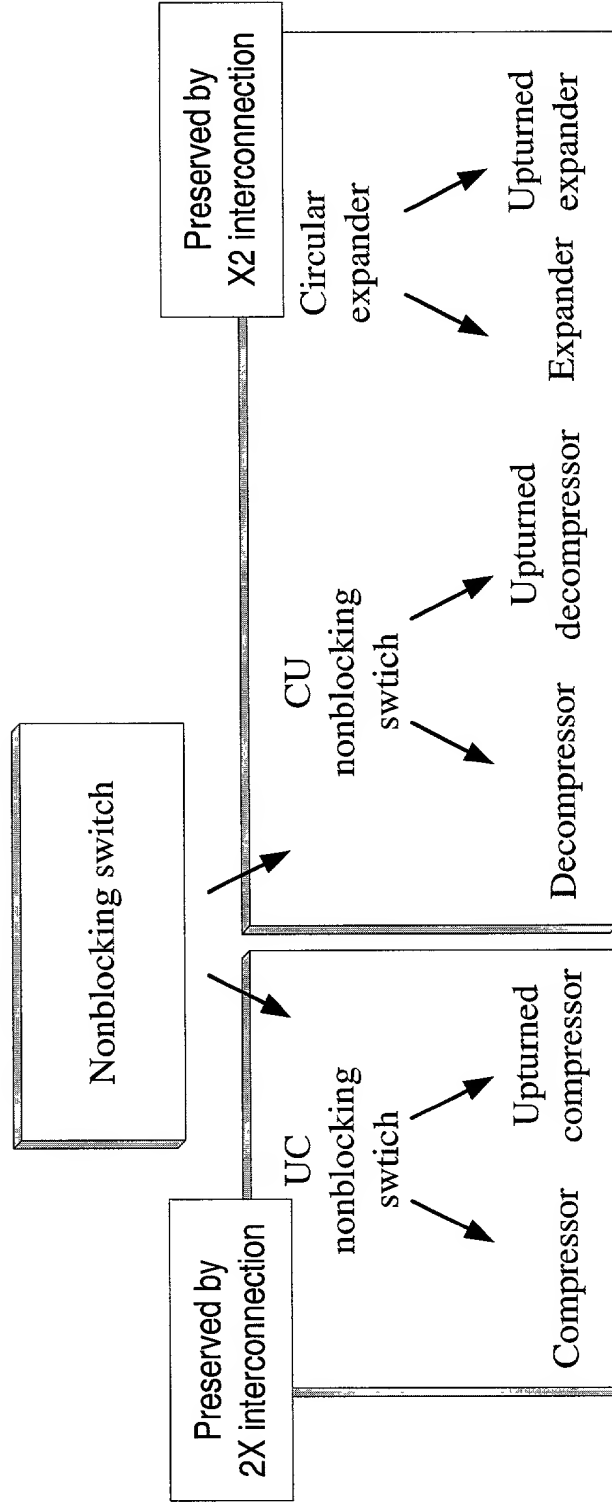 Nonblocking switch
Preserved by
2X interconnection
UC
nonblocking
swtich
Compressor
Upturned
compressor
Preserved by
X2 interconnection
CU
nonblocking
swtich
Decompressor
Upturned
decompressor
Circular
expander
Expander
Upturned
expander